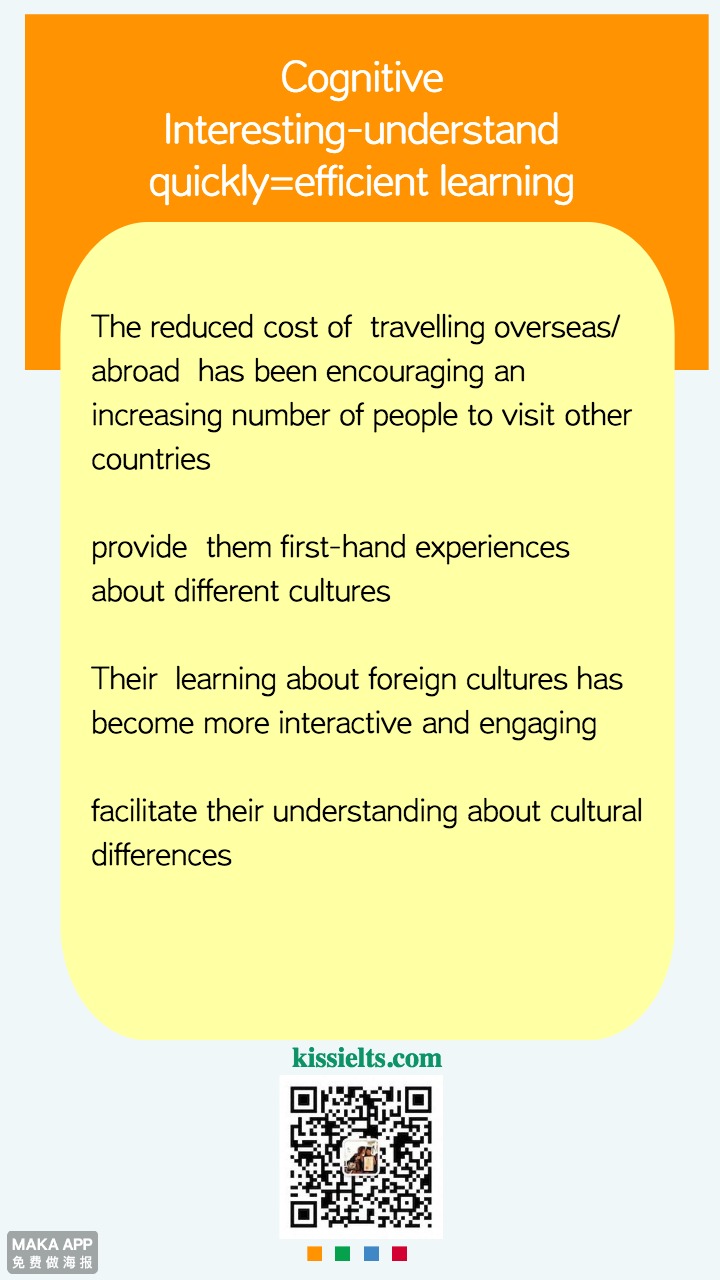 Cognitive
Interesting-understand
quickly=efficient learning
The reduced cost of  travelling overseas/
abroad  has been encouraging an
increasing number of people to visit other
countries
provide  them first-hand experiences
about different cultures
Their  learning about foreign cultures has
become more interactive and engaging
facilitate their understanding about cultural
differences
kissielts.com
MAKA APP
免费做海报